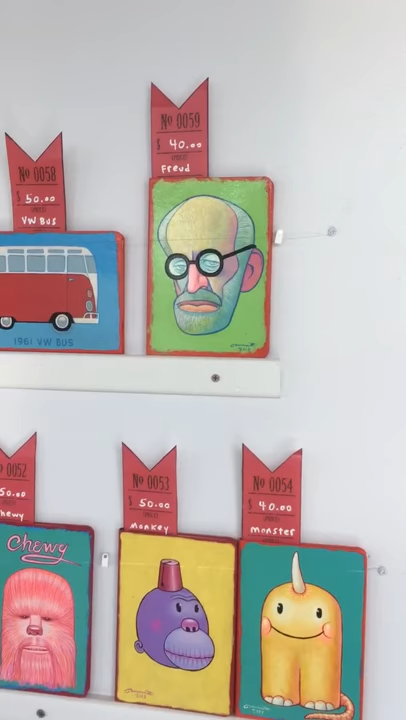 No 0059
$ 40.00
Freud
No 0058
$ 50.00
VW BUS
1961 VW BUS
0052
50.00
hewy
No 0053
$ 50.00
Monkey
No 0054
$ 40.00
monster
Chewy